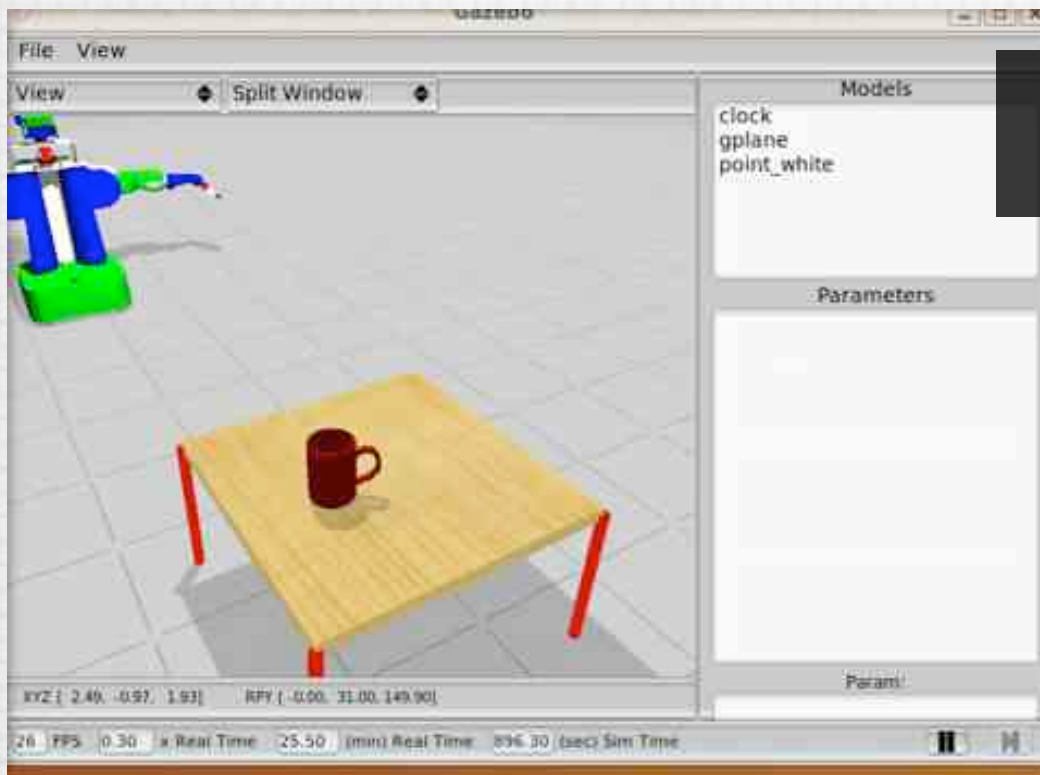 Gazebo
File View
View Split Window
Models
clock
gplane
point_white
Parameters
Param:
XYZ [ 2.49, -0.97, 1.93] RPY [ -0.00, 31.00, 149.90]
26 FPS 0.30 x Real Time 25.50 (min) Real Time 896.30 (sec) Sim Time